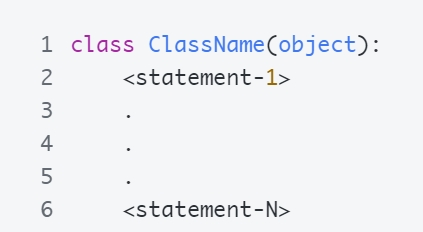 1 class ClassName(object):
2     <statement-1>
3     .
4     .
5     .
6     <statement-N>